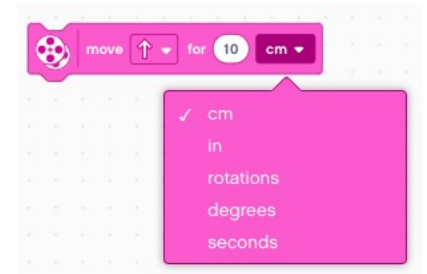 move for 10 cm
cm
in
rotations
degrees
seconds